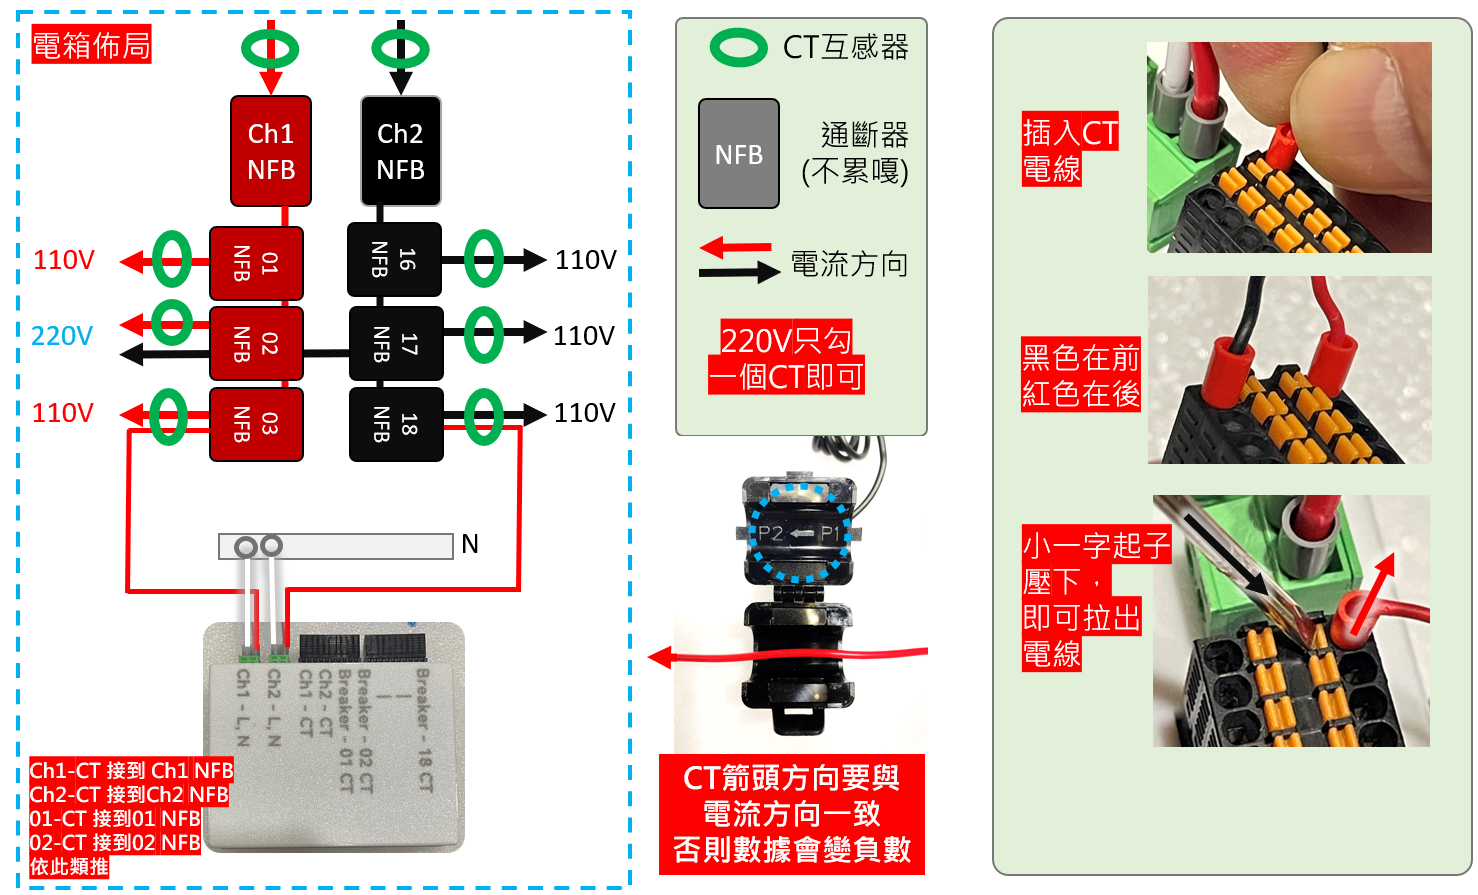 電箱佈局
Ch1
NFB
Ch2
NFB
110V
01
NFB
16
NFB
110V
220V
02
NFB
17
NFB
110V
110V
03
NFB
18
NFB
110V
N
Ch1 - L, N
Ch2 - L, N
Ch1 - CT
Ch2 - CT
Breaker - 01 CT
Breaker - 02 CT
|
|
Breaker - 18 CT
Ch1-CT 接到 Ch1 NFB
Ch2-CT 接到Ch2 NFB
01-CT 接到01 NFB
02-CT 接到02 NFB
依此類推
CT互感器
NFB
通斷器
(不累嘎)
電流方向
220V只勾
一個CT即可
P2 ← P1
CT箭頭方向要與
電流方向一致
否則數據會變負數
插入CT
電線
黑色在前
紅色在後
小一字起子
壓下，
即可拉出
電線